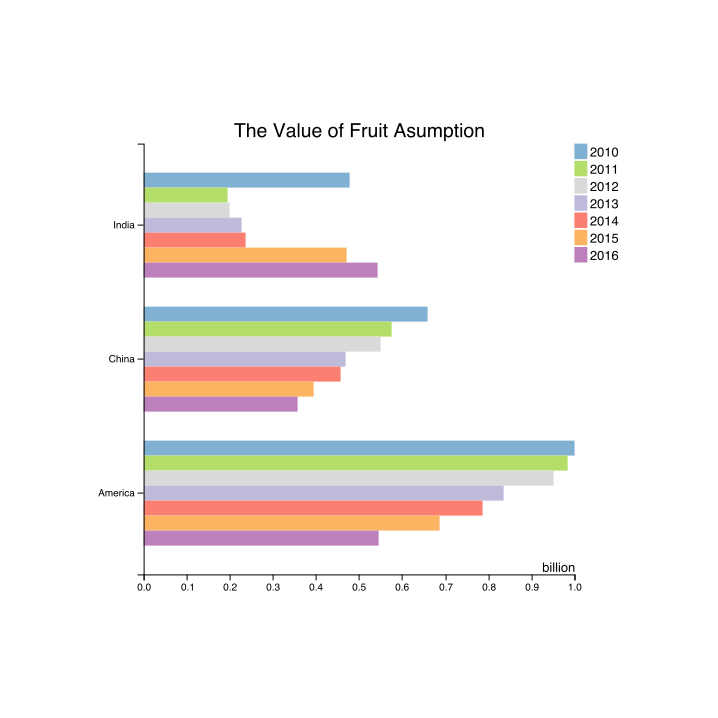 The Value of Fruit Asumption
2010
2011
2012
2013
2014
2015
2016
India
China
America
billion
0.0 0.1 0.2 0.3 0.4 0.5 0.6 0.7 0.8 0.9 1.0